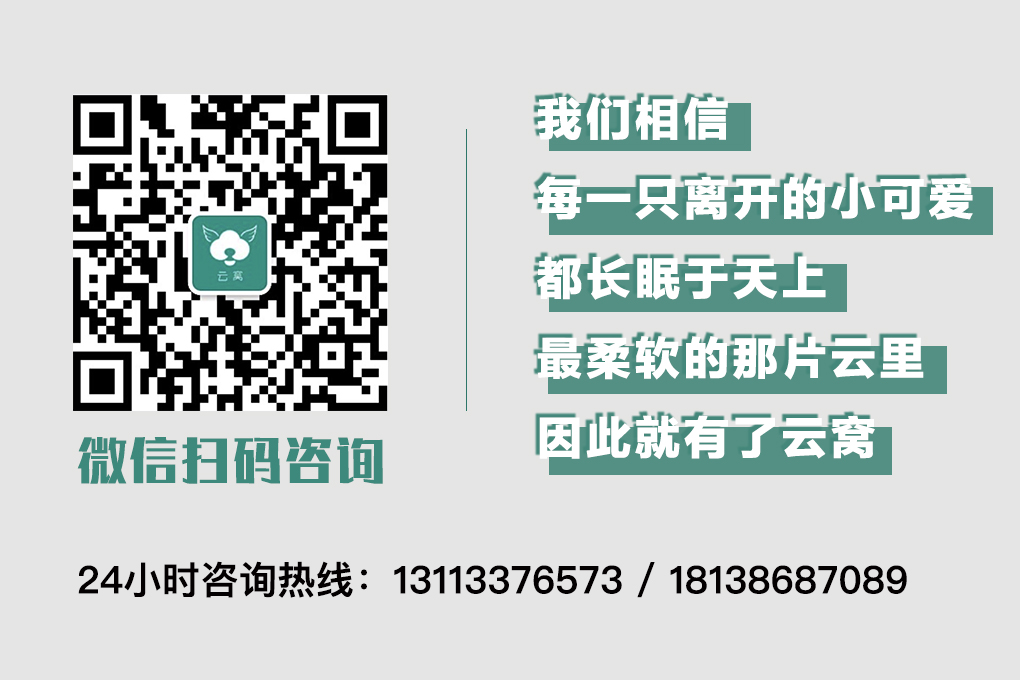 云窝
微信扫码咨询
我们相信
每一只离开的小可爱
都长眠于天上
最柔软的那片云里
因此就有了云窝
24小时咨询热线：13113376573 / 18138687089